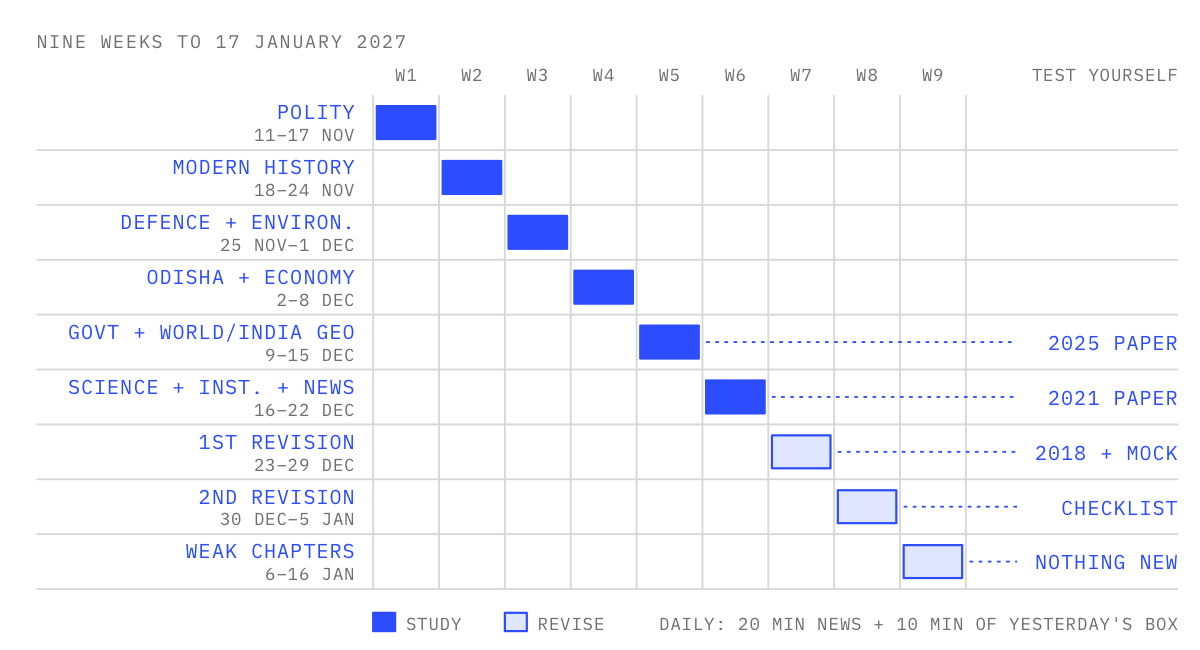 NINE WEEKS TO 17 JANUARY 2027
W1 W2 W3 W4 W5 W6 W7 W8 W9 TEST YOURSELF
POLITY
11–17 NOV
MODERN HISTORY
18–24 NOV
DEFENCE + ENVIRON.
25 NOV–1 DEC
ODISHA + ECONOMY
2–8 DEC
GOVT + WORLD/INDIA GEO
9–15 DEC
2025 PAPER
SCIENCE + INST. + NEWS
16–22 DEC
2021 PAPER
1ST REVISION
23–29 DEC
2018 + MOCK
2ND REVISION
30 DEC–5 JAN
CHECKLIST
WEAK CHAPTERS
6–16 JAN
NOTHING NEW
STUDY REVISE DAILY: 20 MIN NEWS + 10 MIN OF YESTERDAY'S BOX